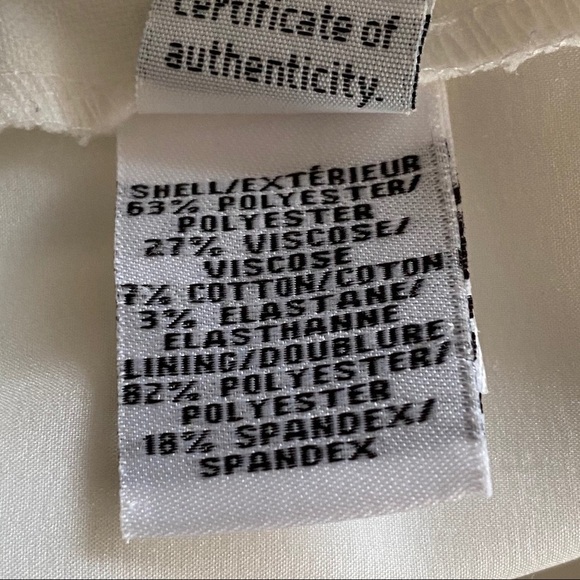 certificate of
authenticity.
SHELL/EXTÉRIEUR
63% POLYESTER/
POLYESTER
27% VISCOSE/
VISCOSE
7% COTTON/COTON
3% ELASTANE/
ELASTHANNE
LINING/DOUBLURE
82% POLYESTER/
POLYESTER
18% SPANDEX/
SPANDEX